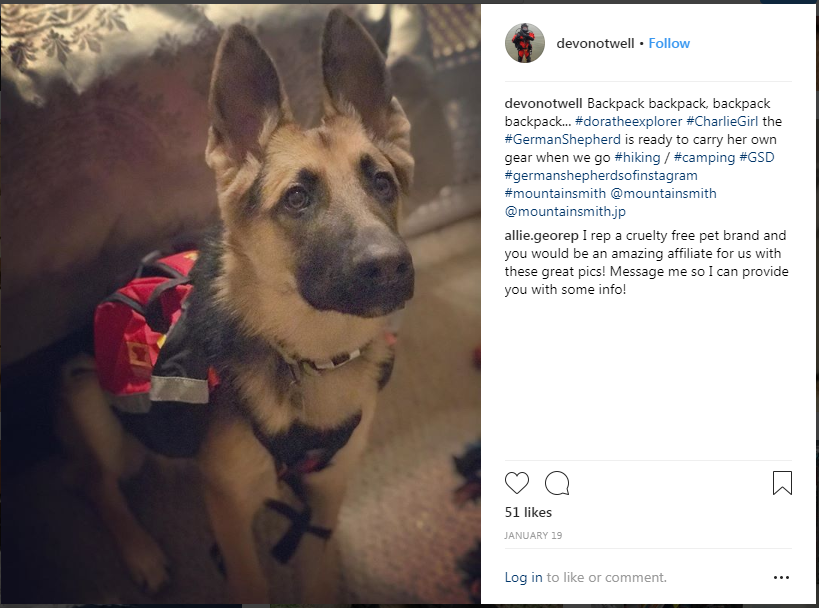 devonotwell • Follow
devonotwell Backpack backpack, backpack
backpack... #doratheexplorer #CharlieGirl the
#GermanShepherd is ready to carry her own
gear when we go #hiking / #camping #GSD
#germanshepherdsofinstagram
#mountainsmith @mountainsmith
@mountainsmith.jp
allie.georep I rep a cruelty free pet brand and
you would be an amazing affiliate for us with
these great pics! Message me so I can provide
you with some info!
51 likes
JANUARY 19
Log in to like or comment.